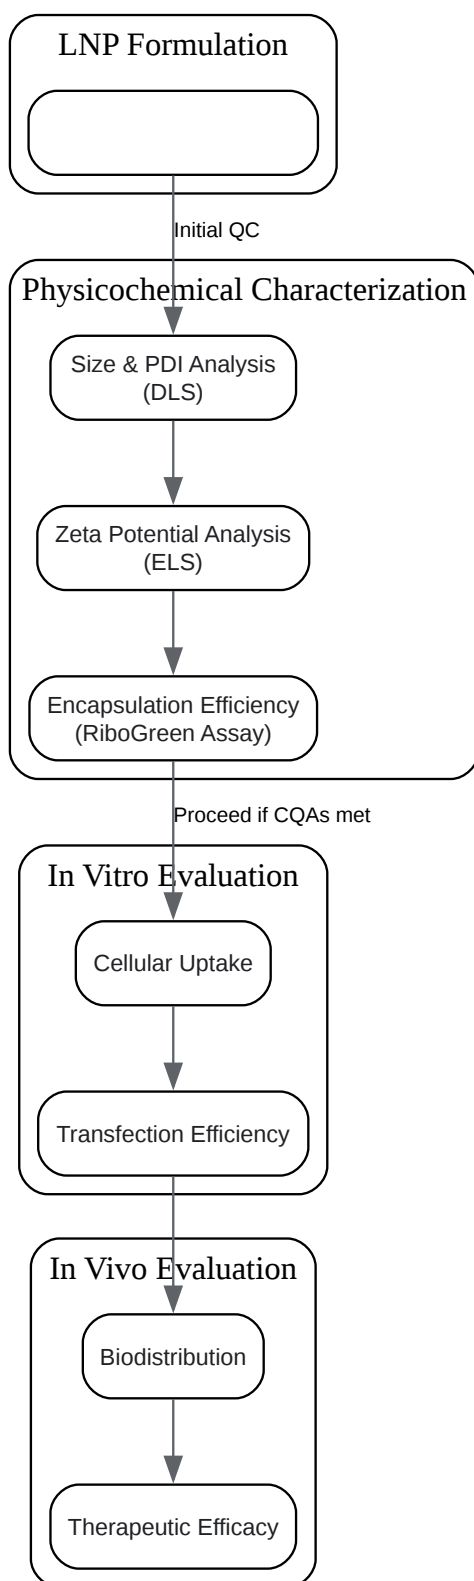 LNP Formulation
Initial QC
Physicochemical Characterization
Size & PDI Analysis
(DLS)
Zeta Potential Analysis
(ELS)
Encapsulation Efficiency
(RiboGreen Assay)
Proceed if CQAs met
In Vitro Evaluation
Cellular Uptake
Transfection Efficiency
In Vivo Evaluation
Biodistribution
Therapeutic Efficacy